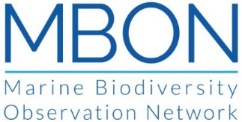 MBON
Marine Biodiversity
Observation Network